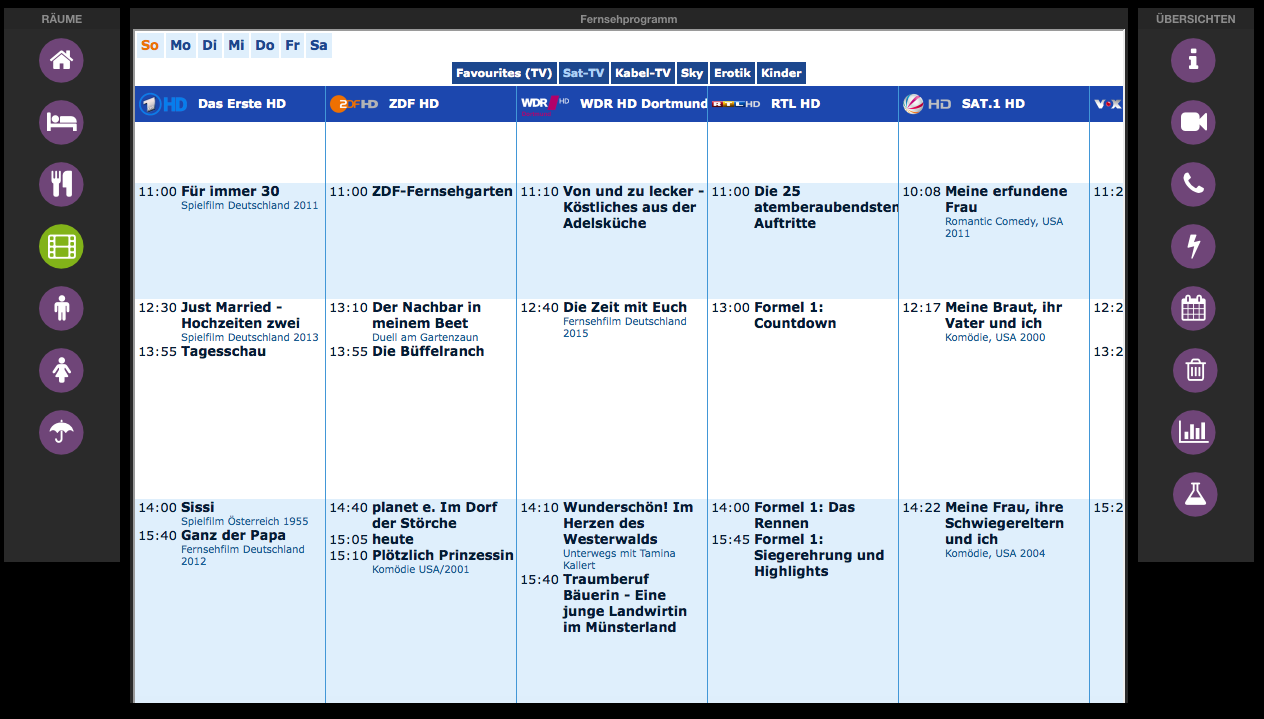 RÄUME
Fernsehprogramm
ÜBERSICHTEN
So Mo Di Mi Do Fr Sa
Favourites (TV) Sat-TV Kabel-TV Sky Erotik Kinder
HD Das Erste HD
ZDFHD ZDF HD
WDR HD WDR HD Dortmund
RTL HD RTL HD
HD SAT.1 HD
VOX
11:00 Für immer 30
Spielfilm Deutschland 2011
11:00 ZDF-Fernsehgarten
11:10 Von und zu lecker -
Köstliches aus der
Adelsküche
11:00 Die 25
atemberaubendsten
Auftritte
10:08 Meine erfundene
Frau
Romantic Comedy, USA
2011
11:2
12:30 Just Married -
Hochzeiten zwei
Spielfilm Deutschland 2013
13:55 Tagesschau
13:10 Der Nachbar in
meinem Beet
Duell am Gartenzaun
13:55 Die Büffelranch
12:40 Die Zeit mit Euch
Fernsehfilm Deutschland
2015
13:00 Formel 1:
Countdown
12:17 Meine Braut, ihr
Vater und ich
Komödie, USA 2000
12:2
13:2
14:00 Sissi
Spielfilm Österreich 1955
15:40 Ganz der Papa
Fernsehfilm Deutschland
2012
14:40 planet e. Im Dorf
der Störche
15:05 heute
15:10 Plötzlich Prinzessin
Komödie USA/2001
14:10 Wunderschön! Im
Herzen des
Westerwalds
Unterwegs mit Tamina
Kallert
15:40 Traumberuf
Bäuerin - Eine
junge Landwirtin
im Münsterland
14:00 Formel 1: Das
Rennen
15:45 Formel 1:
Siegerehrung und
Highlights
14:22 Meine Frau, ihre
Schwiegereltern
und ich
Komödie, USA 2004
15:2